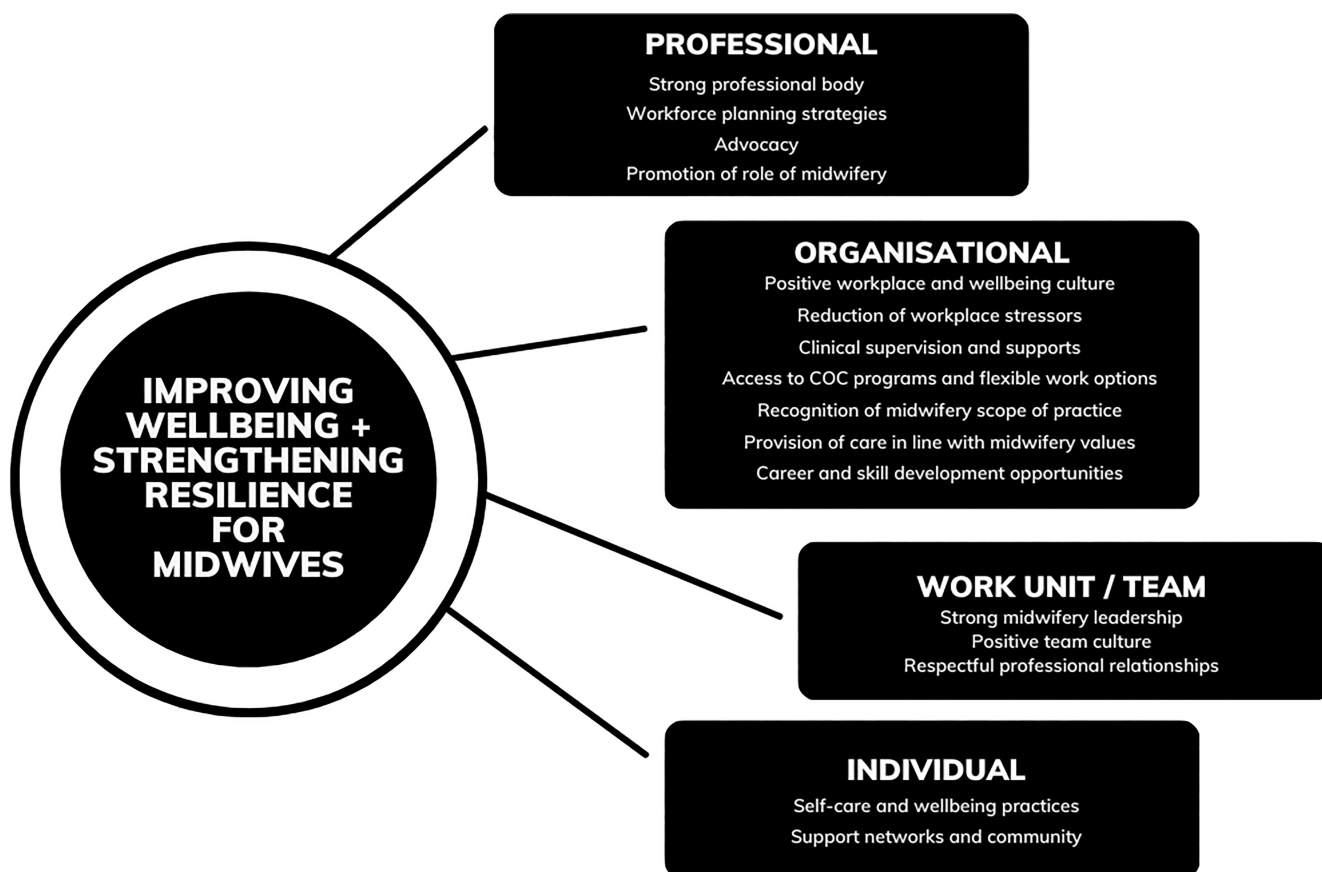 PROFESSIONAL
Strong professional body
Workforce planning strategies
Advocacy
Promotion of role of midwifery
ORGANISATIONAL
Positive workplace and wellbeing culture
Reduction of workplace stressors
Clinical supervision and supports
Access to COC programs and flexible work options
Recognition of midwifery scope of practice
Provision of care in line with midwifery values
Career and skill development opportunities
IMPROVING
WELLBEING +
STRENGTHENING
RESILIENCE
FOR
MIDWIVES
WORK UNIT / TEAM
Strong midwifery leadership
Positive team culture
Respectful professional relationships
INDIVIDUAL
Self-care and wellbeing practices
Support networks and community